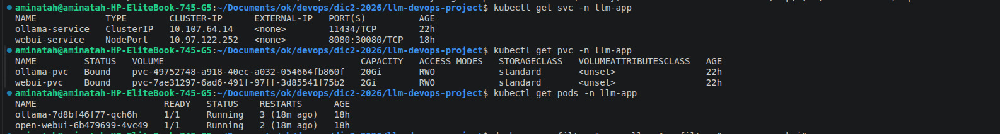 aminatah@aminatah-HP-EliteBook-745-G5:~/Documents/ok/devops/dic2-2026/llm-devops-project$ kubectl get svc -n llm-app
NAME TYPE CLUSTER-IP EXTERNAL-IP PORT(S) AGE
ollama-service ClusterIP 10.107.64.14 <none> 11434/TCP 22h
webui-service NodePort 10.97.122.252 <none> 8080:30080/TCP 18h
aminatah@aminatah-HP-EliteBook-745-G5:~/Documents/ok/devops/dic2-2026/llm-devops-project$ kubectl get pvc -n llm-app
NAME STATUS VOLUME CAPACITY ACCESS MODES STORAGECLASS VOLUMEATTRIBUTESCLASS AGE
ollama-pvc Bound pvc-49752748-a918-40ec-a032-054664fb860f 20Gi RWO standard <unset> 22h
webui-pvc Bound pvc-7ae31297-6ad6-491f-97ff-3d85541f75b2 2Gi RWO standard <unset> 22h
aminatah@aminatah-HP-EliteBook-745-G5:~/Documents/ok/devops/dic2-2026/llm-devops-project$ kubectl get pods -n llm-app
NAME READY STATUS RESTARTS AGE
ollama-7d8bf46f77-qch6h 1/1 Running 3 (18m ago) 18h
open-webui-6b479699-4vc49 1/1 Running 2 (18m ago) 18h